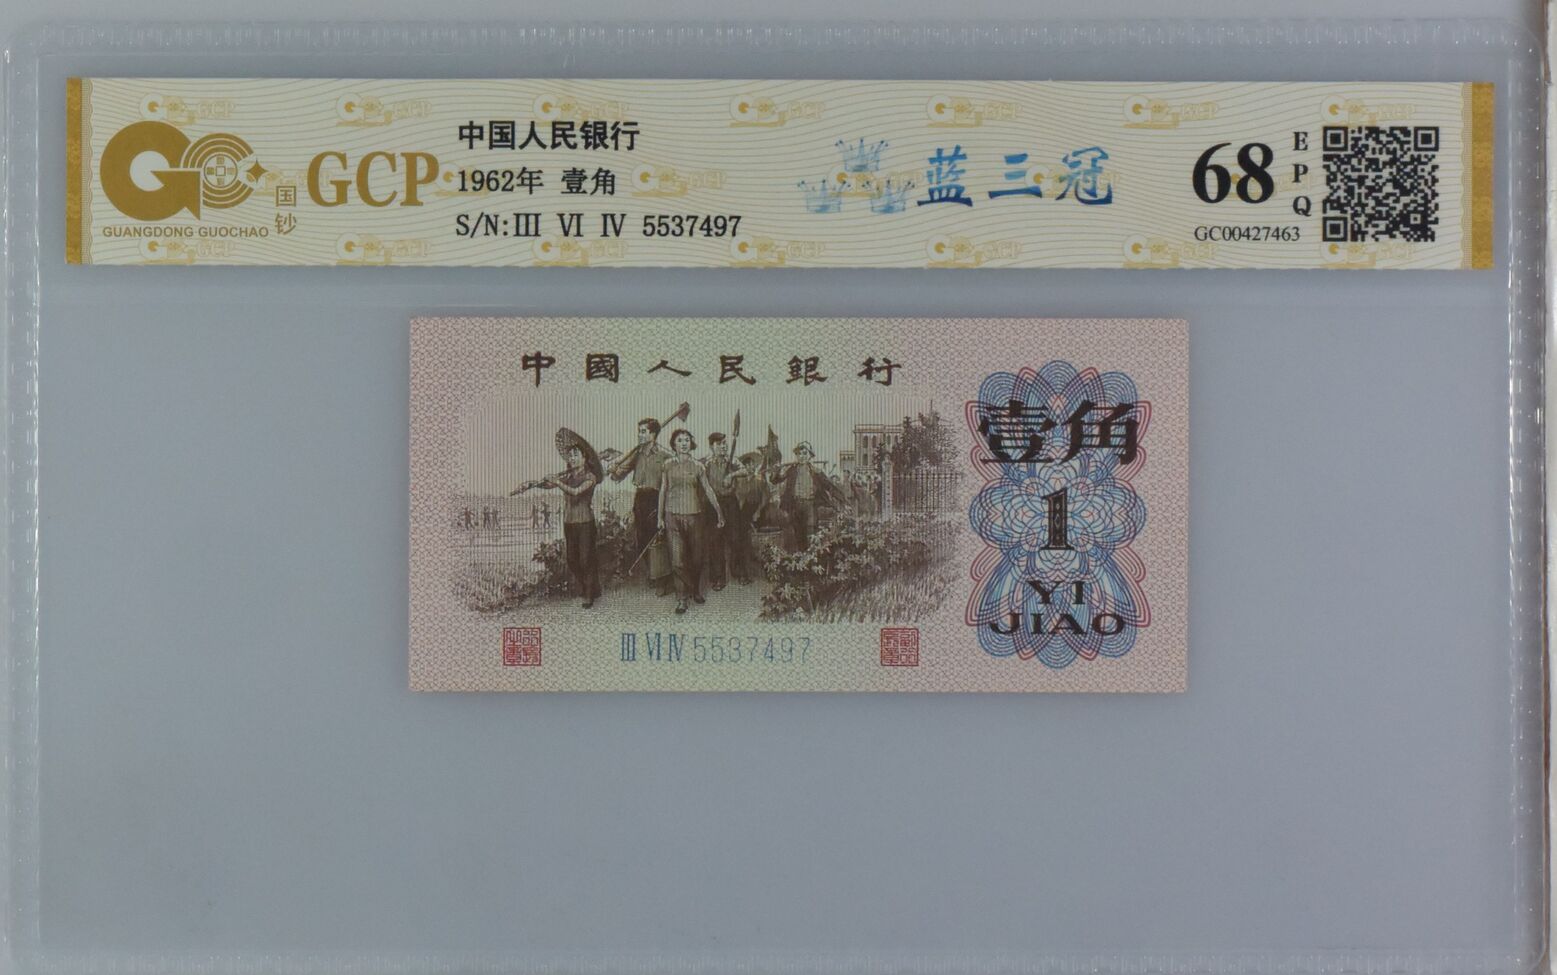 GCP
国钞
GUANGDONG GUOCHAO
中国人民银行
1962年 壹角
S/N:Ⅲ Ⅵ Ⅳ 5537497
蓝三冠
68
EPQ
GC00427463
中國人民銀行
壹角
1
YI
JIAO
Ⅲ Ⅵ Ⅳ 5537497